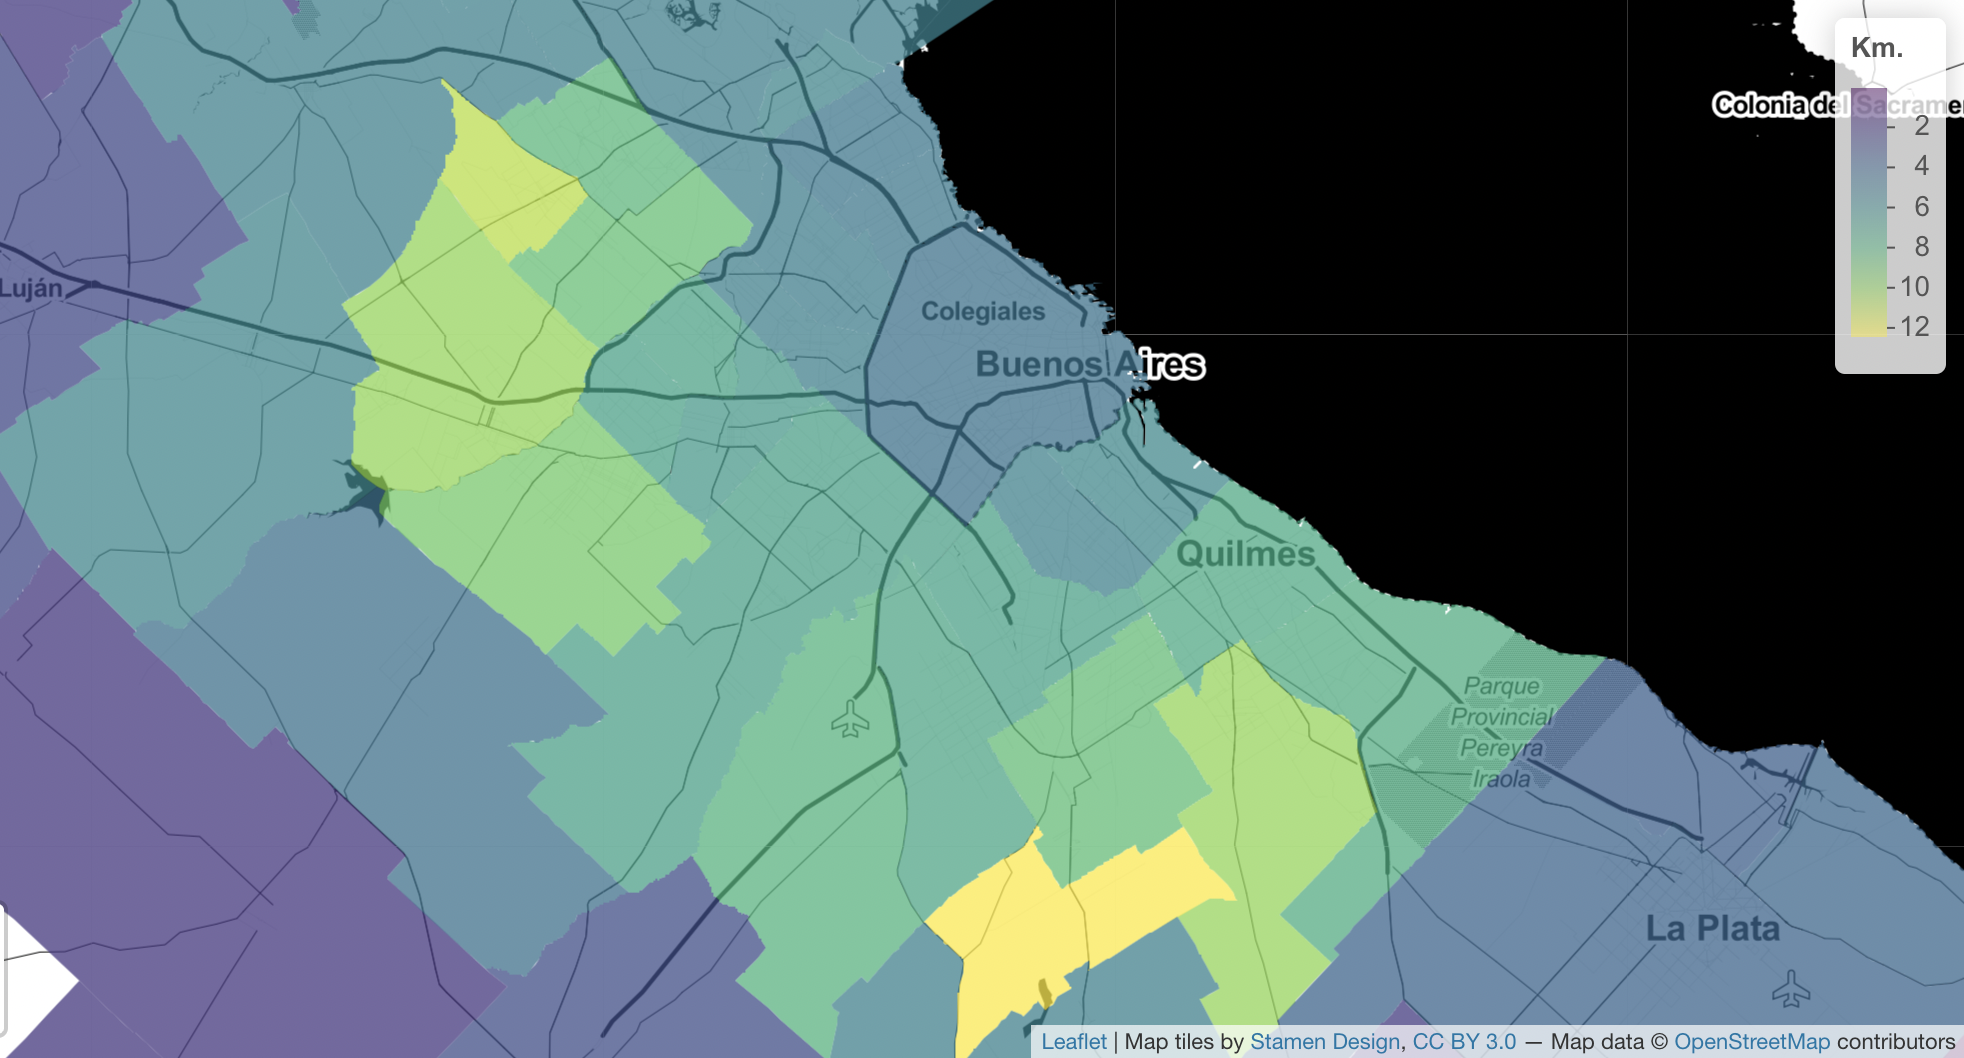 Km.
Colonia del Sacrame
2
4
6
8
10
12
Luján
Colegiales
Buenos Aires
Quilmes
Parque
Provincial
Pereyra
Iraola
La Plata
Leaflet | Map tiles by Stamen Design, CC BY 3.0 — Map data © OpenStreetMap contributors